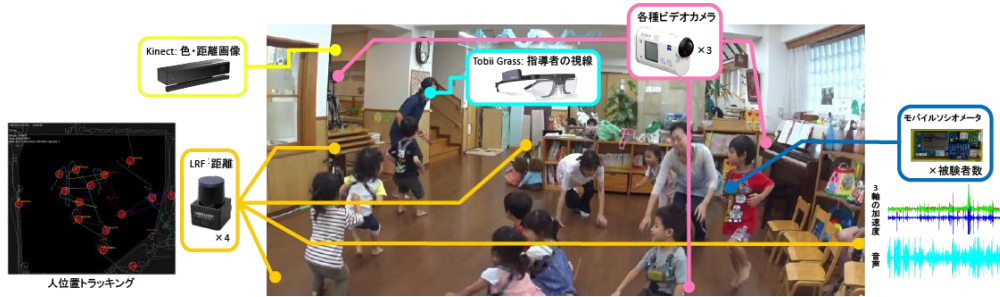 各種ビデオカメラ
×3
Kinect: 色・距離画像
Tobii Grass: 指導者の視線
モバイルソシオメータ
×被験者数
LRF：距離
×4
3軸の加速度
音声
人位置トラッキング